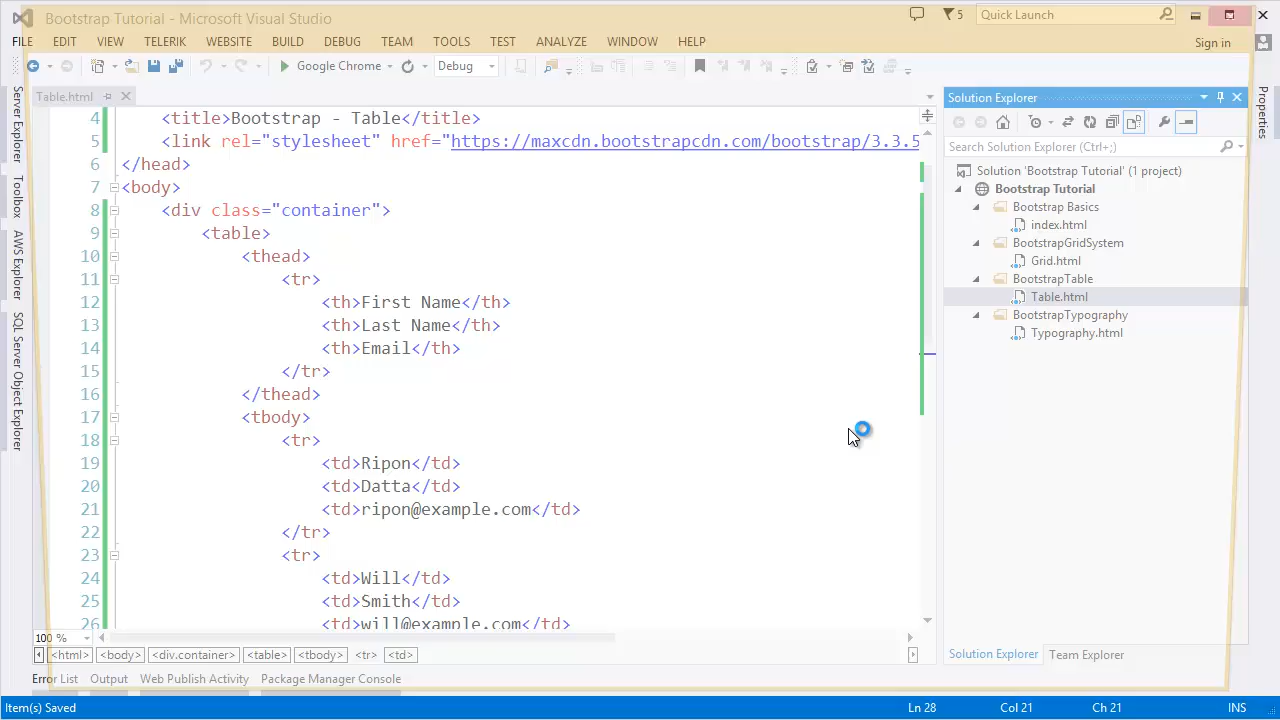 Bootstrap Tutorial - Microsoft Visual Studio
5
Quick Launch
FILE EDIT VIEW TELERIK WEBSITE BUILD DEBUG TEAM TOOLS TEST ANALYZE WINDOW HELP
Sign in
Google Chrome
Debug
Server Explorer
Toolbox
AWS Explorer
SQL Server Object Explorer
Table.html
4 <title>Bootstrap - Table</title>
5 <link rel="stylesheet" href="https://maxcdn.bootstrapcdn.com/bootstrap/3.3.5
6 </head>
7 <body>
8 <div class="container">
9 <table>
10 <thead>
11 <tr>
12 <th>First Name</th>
13 <th>Last Name</th>
14 <th>Email</th>
15 </tr>
16 </thead>
17 <tbody>
18 <tr>
19 <td>Ripon</td>
20 <td>Datta</td>
21 <td>ripon@example.com</td>
22 </tr>
23 <tr>
24 <td>Will</td>
25 <td>Smith</td>
26 <td>will@example.com</td>
100 %
<html> <body> <div.container> <table> <tbody> <tr> <td>
Error List Output Web Publish Activity Package Manager Console
Solution Explorer
Search Solution Explorer (Ctrl+;)
Solution 'Bootstrap Tutorial' (1 project)
Bootstrap Tutorial
Bootstrap Basics
index.html
BootstrapGridSystem
Grid.html
BootstrapTable
Table.html
BootstrapTypography
Typography.html
Solution Explorer Team Explorer
Properties
Item(s) Saved Ln 28 Col 21 Ch 21 INS